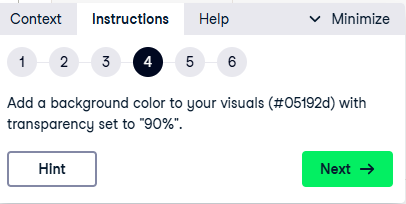 Context Instructions Help Minimize
1 2 3 4 5 6
Add a background color to your visuals (#05192d) with
transparency set to "90%".
Hint Next →